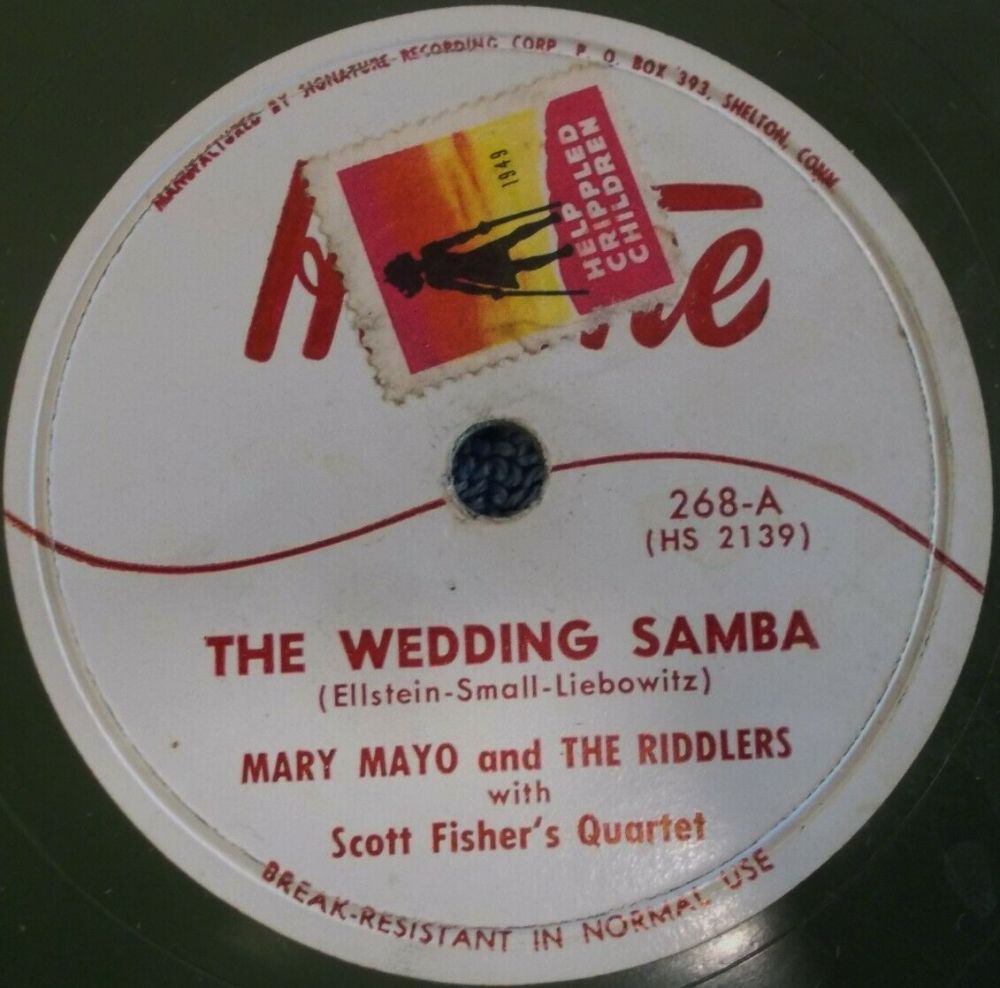 MANUFACTURED BY SIGNATURE RECORDING CORP. P. O. BOX 393, SHELTON, CONN.
1949
HELP
CRIPPLED
CHILDREN
268-A
(HS 2139)
THE WEDDING SAMBA
(Ellstein-Small-Liebowitz)
MARY MAYO and THE RIDDLERS
with
Scott Fisher's Quartet
BREAK-RESISTANT IN NORMAL USE